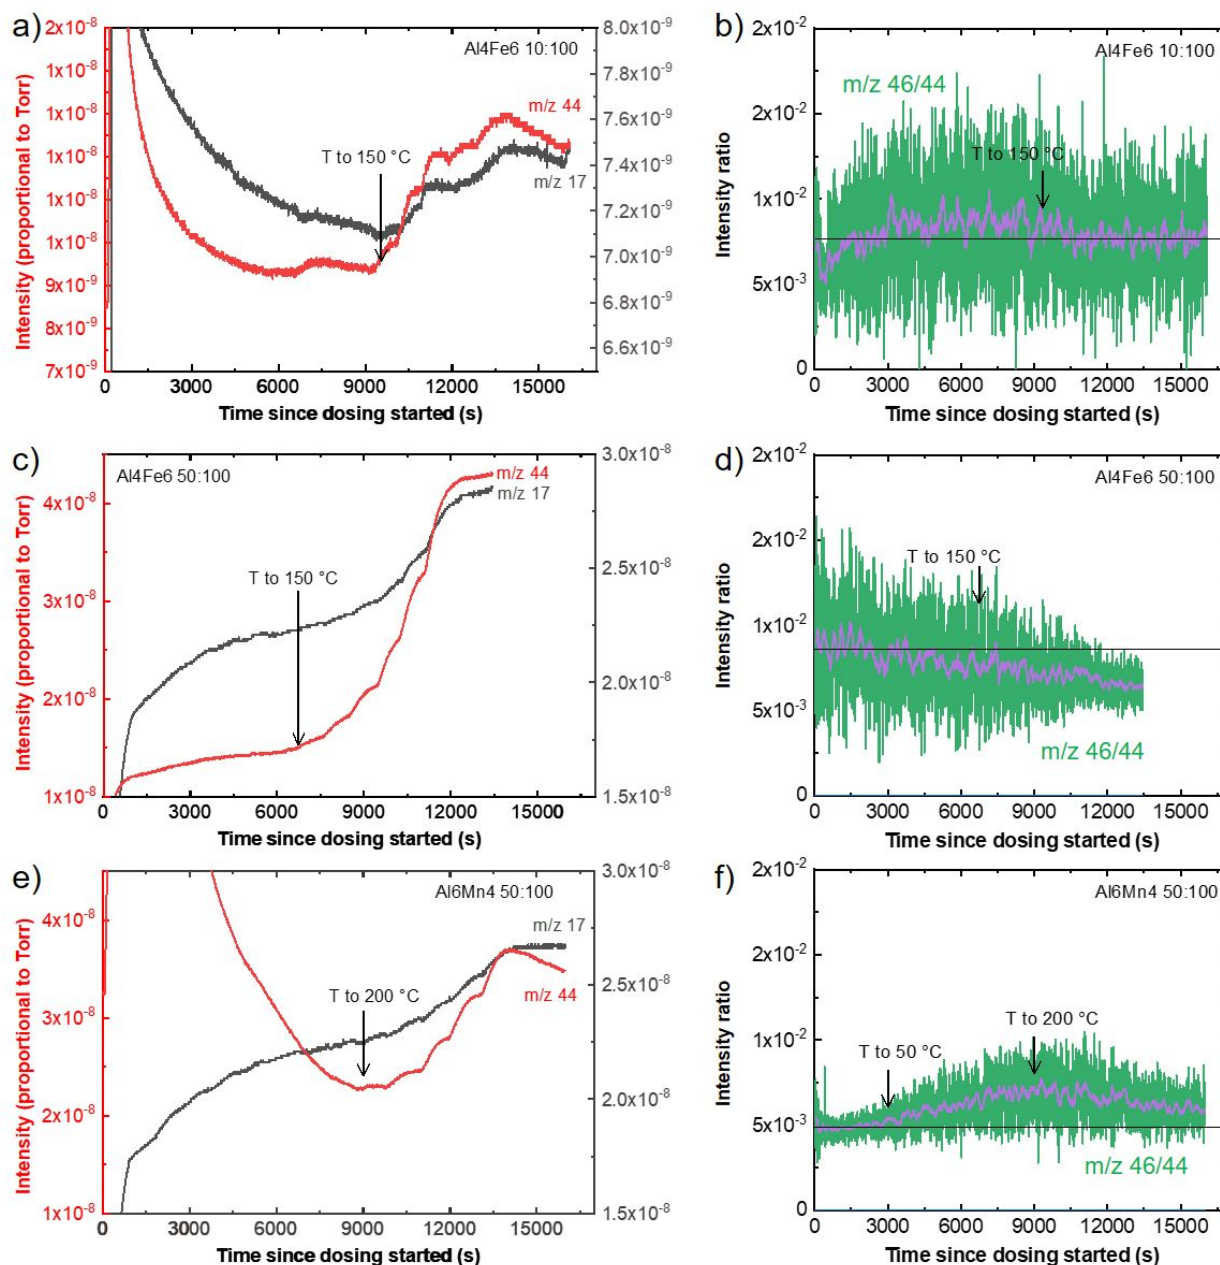 a)
Al4Fe6 10:100
Intensity (proportional to Torr)
2x10⁻⁸
1x10⁻⁸
1x10⁻⁸
1x10⁻⁸
1x10⁻⁸
1x10⁻⁸
9x10⁻⁹
8x10⁻⁹
7x10⁻⁹
8.0x10⁻⁹
7.8x10⁻⁹
7.6x10⁻⁹
7.4x10⁻⁹
7.2x10⁻⁹
7.0x10⁻⁹
6.8x10⁻⁹
6.6x10⁻⁹
m/z 44
T to 150 °C
m/z 17
0 3000 6000 9000 12000 15000
Time since dosing started (s)
b)
Al4Fe6 10:100
Intensity ratio
2x10⁻²
2x10⁻²
1x10⁻²
5x10⁻³
0
m/z 46/44
T to 150 °C
0 3000 6000 9000 12000 15000
Time since dosing started (s)
c)
Al4Fe6 50:100
Intensity (proportional to Torr)
4x10⁻⁸
3x10⁻⁸
2x10⁻⁸
1x10⁻⁸
3.0x10⁻⁸
2.5x10⁻⁸
2.0x10⁻⁸
1.5x10⁻⁸
m/z 44
m/z 17
T to 150 °C
0 3000 6000 9000 12000 15000
Time since dosing started (s)
d)
Al4Fe6 50:100
Intensity ratio
2x10⁻²
2x10⁻²
1x10⁻²
5x10⁻³
0
T to 150 °C
m/z 46/44
0 3000 6000 9000 12000 15000
Time since dosing started (s)
e)
Al6Mn4 50:100
Intensity (proportional to Torr)
4x10⁻⁸
3x10⁻⁸
2x10⁻⁸
1x10⁻⁸
3.0x10⁻⁸
2.5x10⁻⁸
2.0x10⁻⁸
1.5x10⁻⁸
m/z 17
T to 200 °C
m/z 44
0 3000 6000 9000 12000 15000
Time since dosing started (s)
f)
Al6Mn4 50:100
Intensity ratio
2x10⁻²
2x10⁻²
1x10⁻²
5x10⁻³
0
T to 200 °C
T to 50 °C
m/z 46/44
0 3000 6000 9000 12000 15000
Time since dosing started (s)